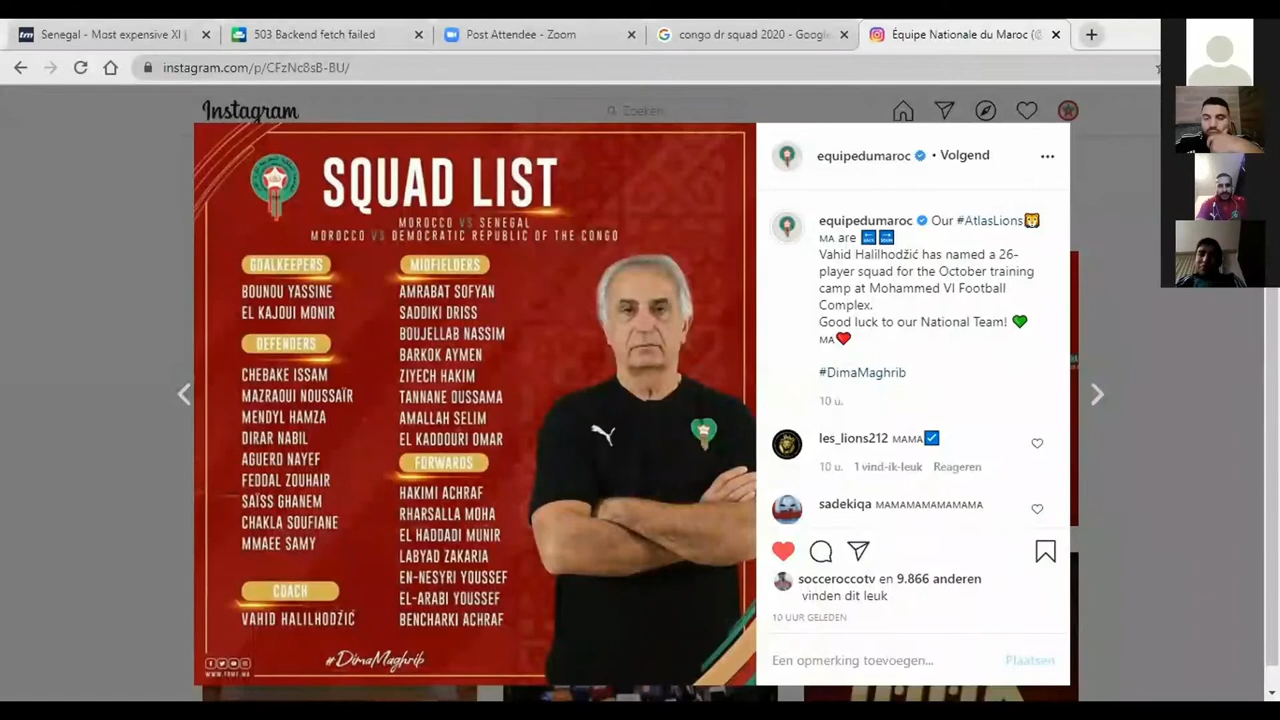 Senegal - Most expensive XI
503 Backend fetch failed
Post Attendee - Zoom
congo dr squad 2020 - Google
Équipe Nationale du Maroc (
instagram.com/p/CFzNc8sB-BU/
Instagram
Zoeken
SQUAD LIST
MOROCCO VS SENEGAL
MOROCCO VS DEMOCRATIC REPUBLIC OF THE CONGO
GOALKEEPERS
BOUNOU YASSINE
EL KAJOUI MONIR
DEFENDERS
CHEBAKE ISSAM
MAZRAOUI NOUSSAÏR
MENDYL HAMZA
DIRAR NABIL
AGUERD NAYEF
FEDDAL ZOUHAIR
SAÏSS GHANEM
CHAKLA SOUFIANE
MMAEE SAMY
COACH
VAHID HALILHODŽIĆ
MIDFIELDERS
AMRABAT SOFYAN
SADDIKI DRISS
BOUJELLAB NASSIM
BARKOK AYMEN
ZIYECH HAKIM
TANNANE OUSSAMA
AMALLAH SELIM
EL KADDOURI OMAR
FORWARDS
HAKIMI ACHRAF
RHARSALLA MOHA
EL HADDADI MUNIR
LABYAD ZAKARIA
EN-NESYRI YOUSSEF
EL-ARABI YOUSSEF
BENCHARKI ACHRAF
#DimaMaghrib
WWW.FRMF.MA
equipedumaroc • Volgend
equipedumaroc Our #AtlasLions🦁
MA are 🔙🔜
Vahid Halilhodžić has named a 26-
player squad for the October training
camp at Mohammed VI Football
Complex.
Good luck to our National Team! 💚
MA❤️
#DimaMaghrib
10 u.
les_lions212 MAMA☑
10 u. 1 vind-ik-leuk Reageren
sadekiqa MAMAMAMAMAMAMA
socceroccotv en 9.866 anderen
vinden dit leuk
10 UUR GELEDEN
Een opmerking toevoegen... Plaatsen